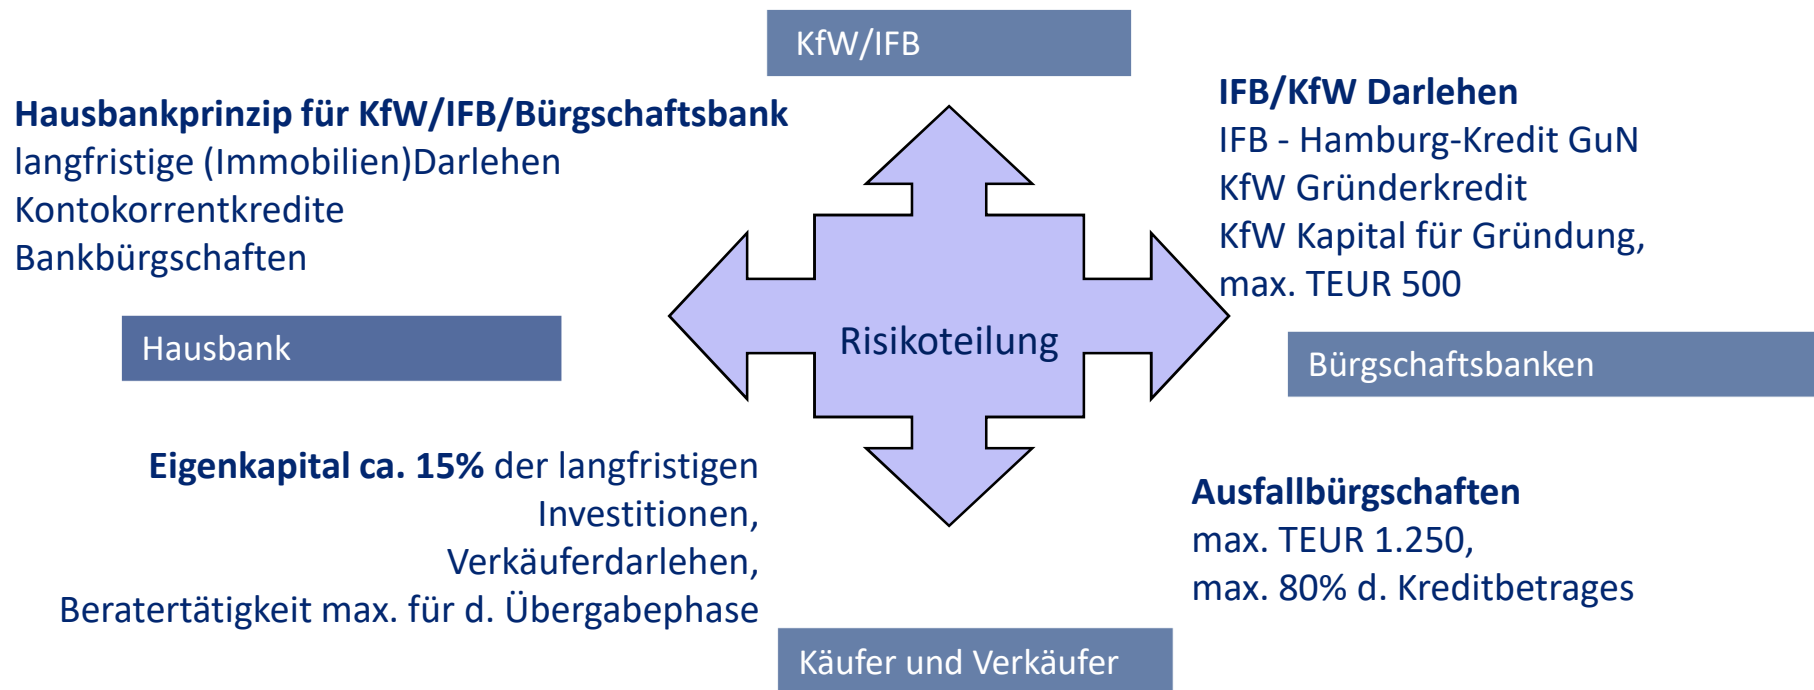 KfW/IFB
Hausbankprinzip für KfW/IFB/Bürgschaftsbank
langfristige (Immobilien)Darlehen
Kontokorrentkredite
Bankbürgschaften
IFB/KfW Darlehen
IFB - Hamburg-Kredit GuN
KfW Gründerkredit
KfW Kapital für Gründung,
max. TEUR 500
Hausbank
Risikoteilung
Bürgschaftsbanken
Eigenkapital ca. 15% der langfristigen
Investitionen,
Verkäuferdarlehen,
Beratertätigkeit max. für d. Übergabephase
Ausfallbürgschaften
max. TEUR 1.250,
max. 80% d. Kreditbetrages
Käufer und Verkäufer